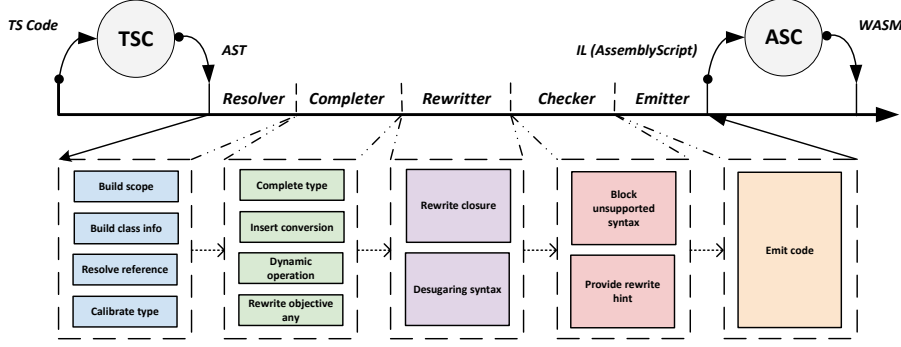 TS Code
TSC
AST
IL (AssemblyScript)
ASC
WASM
Resolver
Completer
Rewritter
Checker
Emitter
Build scope
Build class info
Resolve reference
Calibrate type
Complete type
Insert conversion
Dynamic
operation
Rewrite objective
any
Rewrite closure
Desugaring syntax
Block
unsupported
syntax
Provide rewrite
hint
Emit code